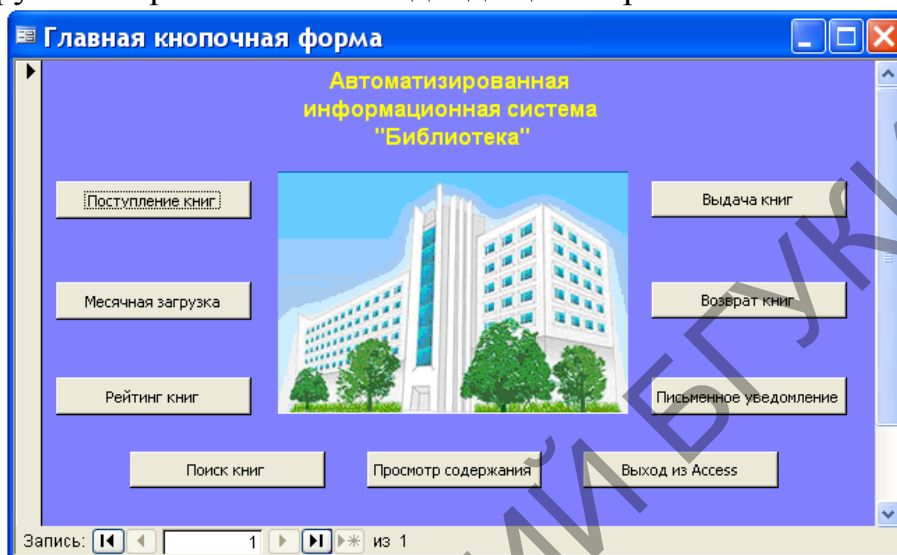 Главная кнопочная форма
Автоматизированная
информационная система
"Библиотека"
Поступление книг
Выдача книг
Месячная загрузка
Возврат книг
Рейтинг книг
Письменное уведомление
Поиск книг
Просмотр содержания
Выход из Access
Запись: 1 из 1